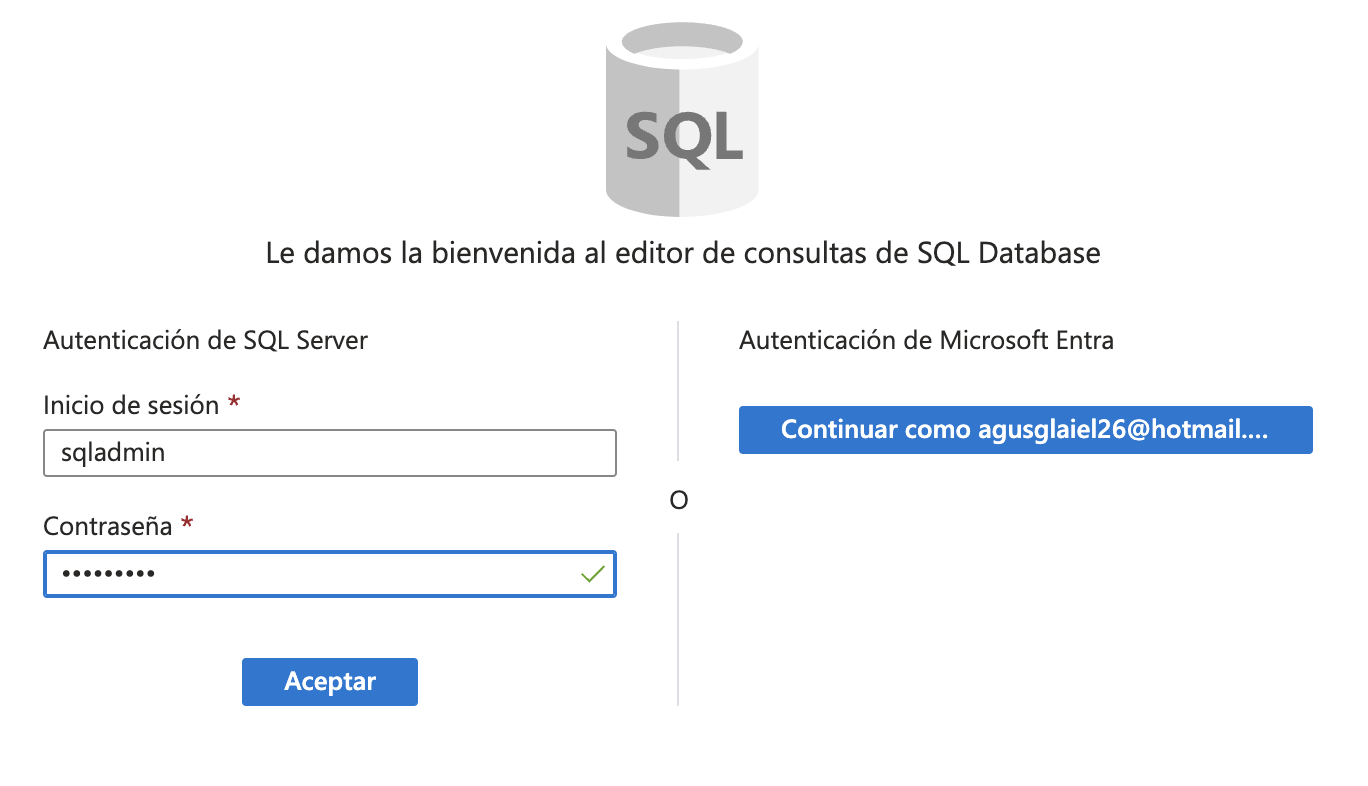 SQL
Le damos la bienvenida al editor de consultas de SQL Database
Autenticación de SQL Server
Inicio de sesión *
sqladmin
Contraseña *
•••••••••
Aceptar
O
Autenticación de Microsoft Entra
Continuar como agusglaiel26@hotmail....